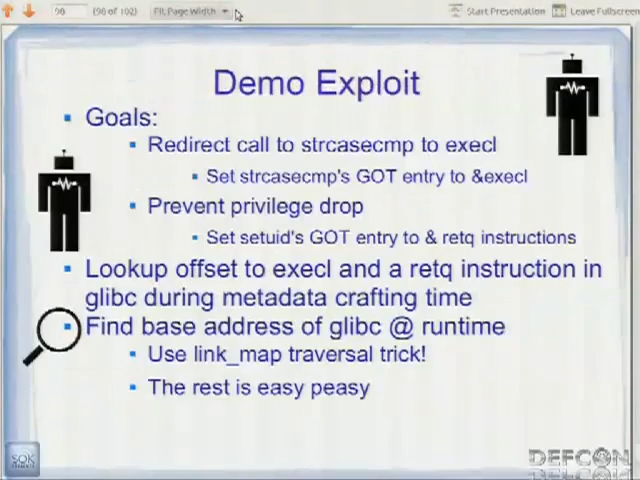 98
(98 of 102)
Fit Page Width
Start Presentation
Leave Fullscreen
Demo Exploit
Goals:
Redirect call to strcasecmp to execl
Set strcasecmp's GOT entry to &execl
Prevent privilege drop
Set setuid's GOT entry to & retq instructions
Lookup offset to execl and a retq instruction in
glibc during metadata crafting time
Find base address of glibc @ runtime
Use link_map traversal trick!
The rest is easy peasy
DEFCON